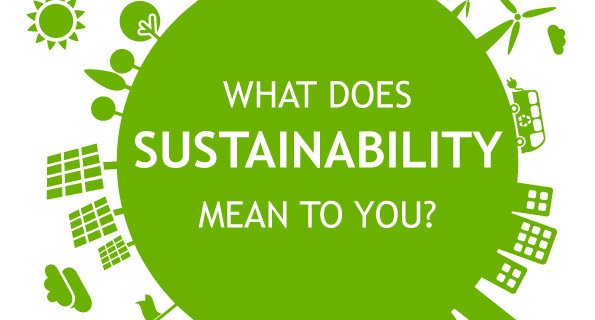 WHAT DOES
SUSTAINABILITY
MEAN TO YOU?